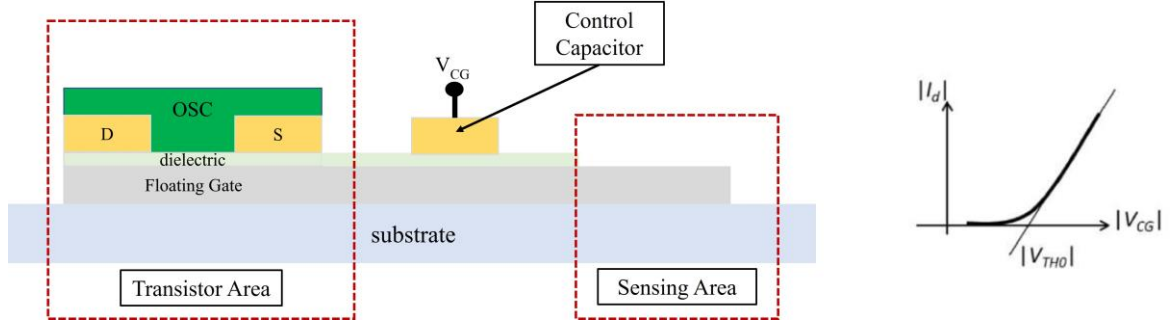 Control
Capacitor
V_CG
OSC
D
S
dielectric
Floating Gate
substrate
Transistor Area
Sensing Area
|I_d|
|V_CG|
|V_TH0|